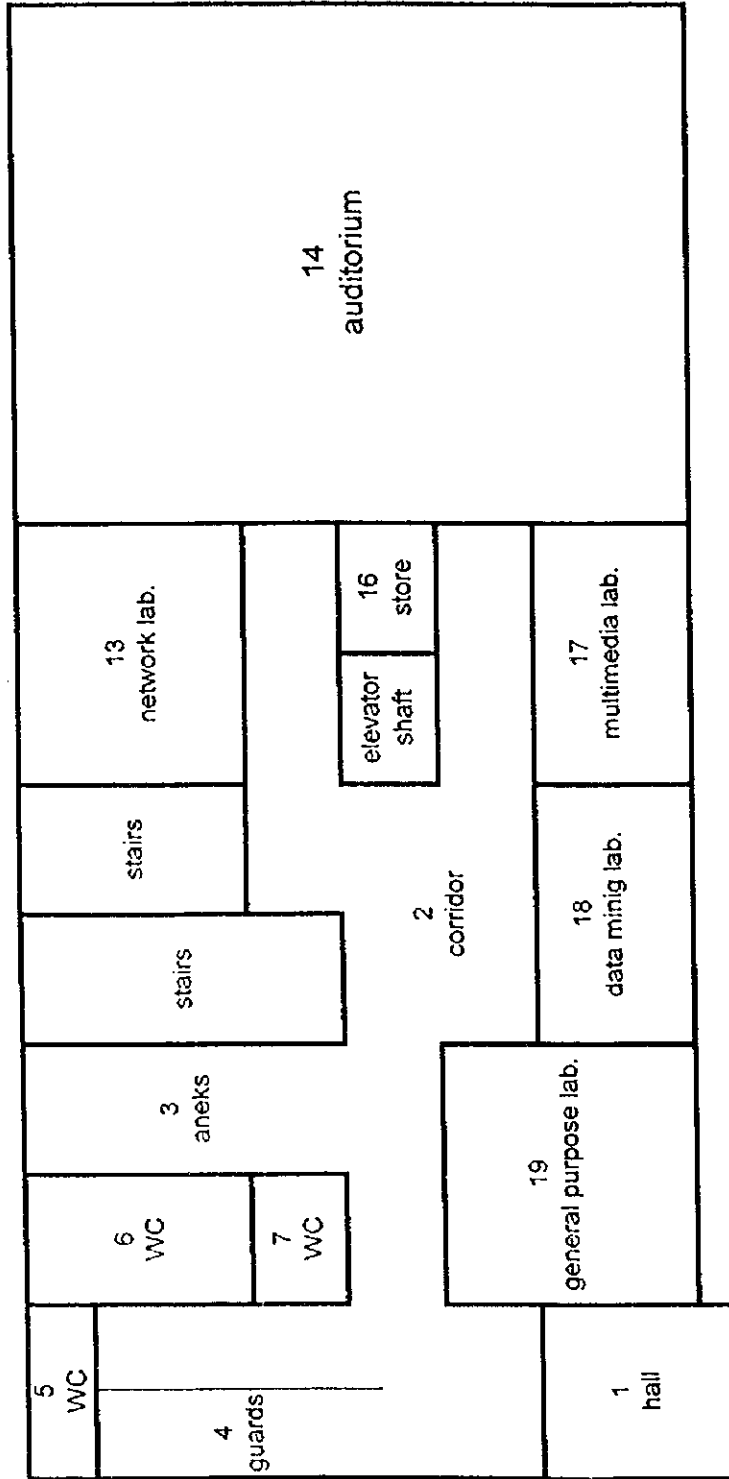 5
WC
4
guards
6
WC
7
WC
3
aneks
stairs
stairs
13
network lab.
14
auditorium
elevator
shaft
16
store
2
corridor
1
hall
19
general purpose lab.
18
data minig lab.
17
multimedia lab.